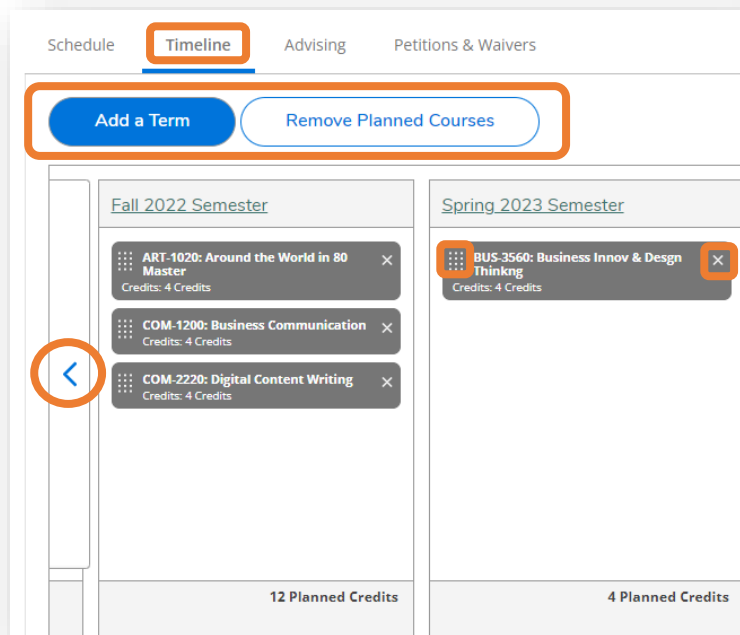 Schedule Timeline Advising Petitions & Waivers
Add a Term Remove Planned Courses
Fall 2022 Semester
ART-1020: Around the World in 80
Master
Credits: 4 Credits
COM-1200: Business Communication
Credits: 4 Credits
COM-2220: Digital Content Writing
Credits: 4 Credits
12 Planned Credits
Spring 2023 Semester
BUS-3560: Business Innov & Desgn
Thinkng
Credits: 4 Credits
4 Planned Credits